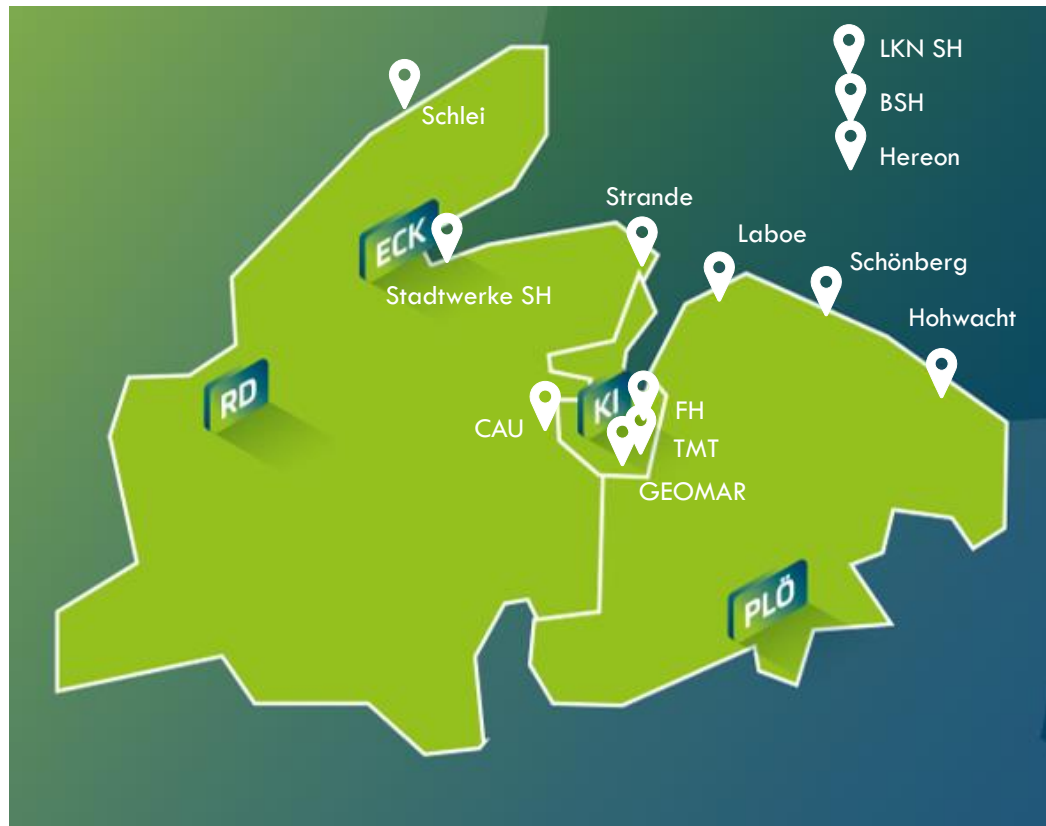 LKN SH
BSH
Hereon
Schlei
Strande
Laboe
ECK
Schönberg
Stadtwerke SH
Hohwacht
RD
KI
FH
CAU
TMT
GEOMAR
PLÖ